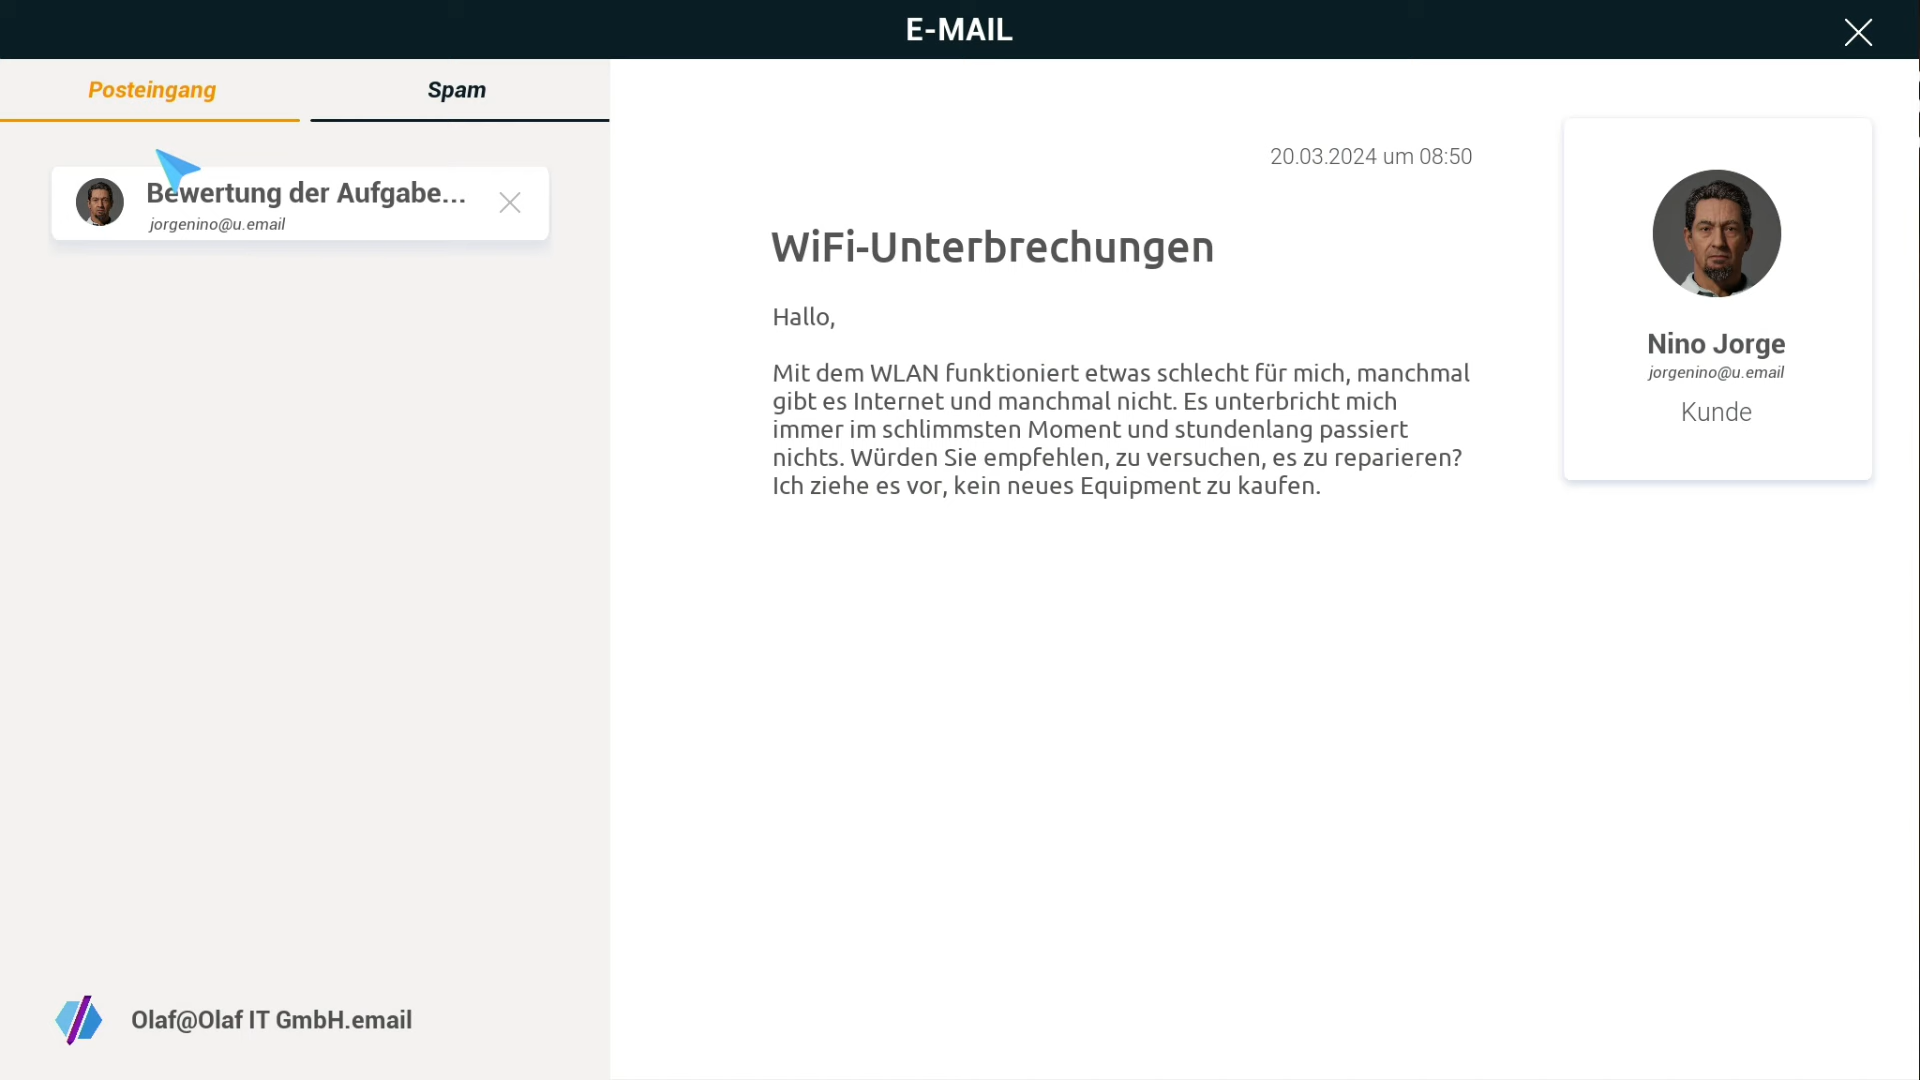 E-MAIL
Posteingang
Spam
Bewertung der Aufgabe...
jorgenino@u.email
20.03.2024 um 08:50
WiFi-Unterbrechungen
Hallo,
Mit dem WLAN funktioniert etwas schlecht für mich, manchmal
gibt es Internet und manchmal nicht. Es unterbricht mich
immer im schlimmsten Moment und stundenlang passiert
nichts. Würden Sie empfehlen, zu versuchen, es zu reparieren?
Ich ziehe es vor, kein neues Equipment zu kaufen.
Nino Jorge
jorgenino@u.email
Kunde
Olaf@Olaf IT GmbH.email